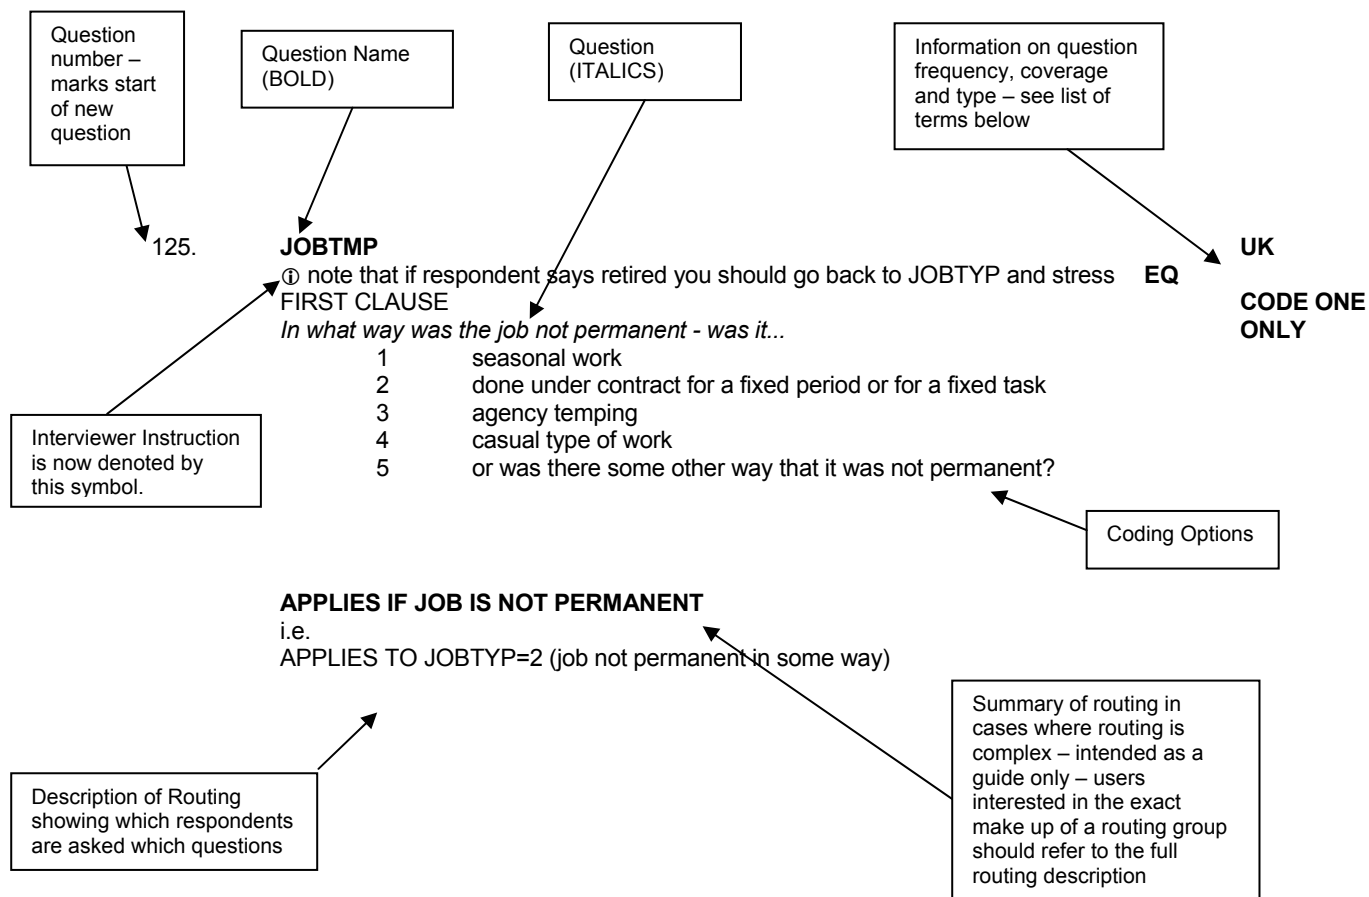 Question
number –
marks start
of new
question
Question Name
(BOLD)
Question
(ITALICS)
Information on question
frequency, coverage
and type – see list of
terms below
125.
JOBTMP
UK
ⓘ note that if respondent says retired you should go back to JOBTYP and stress EQ
FIRST CLAUSE
CODE ONE
In what way was the job not permanent - was it...
ONLY
1 seasonal work
2 done under contract for a fixed period or for a fixed task
3 agency temping
4 casual type of work
5 or was there some other way that it was not permanent?
Interviewer Instruction
is now denoted by
this symbol.
Coding Options
APPLIES IF JOB IS NOT PERMANENT
i.e.
APPLIES TO JOBTYP=2 (job not permanent in some way)
Summary of routing in
cases where routing is
complex – intended as a
guide only – users
interested in the exact
make up of a routing group
should refer to the full
routing description
Description of Routing
showing which respondents
are asked which questions